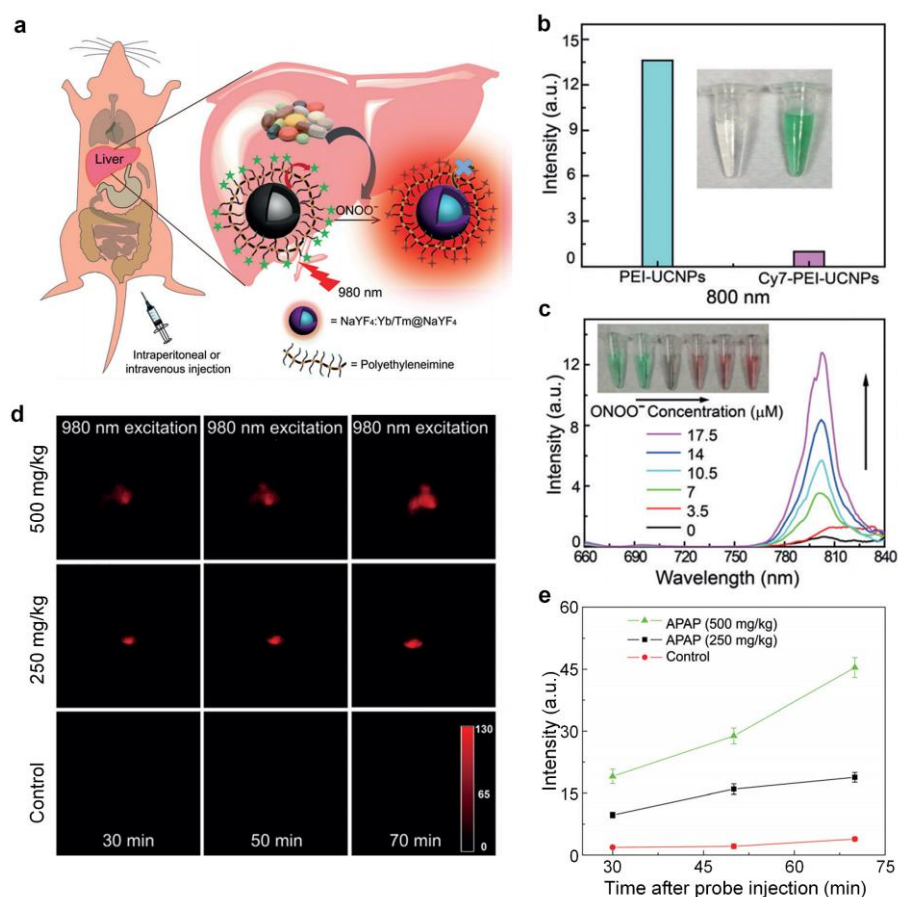 a
Liver
ONOO⁻
980 nm
= NaYF₄:Yb/Tm@NaYF₄
= Polyethyleneimine
Intraperitoneal or
intravenous injection
b
Intensity (a.u.)
15
12
9
6
3
0
PEI-UCNPs
Cy7-PEI-UCNPs
800 nm
c
Intensity (a.u.)
12
8
4
0
ONOO⁻ Concentration (μM)
17.5
14
10.5
7
3.5
0
660
690
720
750
780
810
840
Wavelength (nm)
d
980 nm excitation
980 nm excitation
980 nm excitation
500 mg/kg
250 mg/kg
Control
130
65
0
30 min
50 min
70 min
e
Intensity (a.u.)
60
45
30
15
0
APAP (500 mg/kg)
APAP (250 mg/kg)
Control
30
45
60
75
Time after probe injection (min)